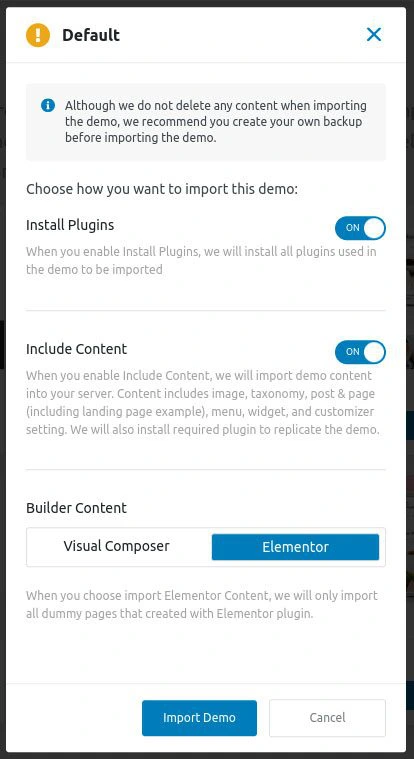 Default
Although we do not delete any content when importing
the demo, we recommend you create your own backup
before importing the demo.
Choose how you want to import this demo:
Install Plugins
ON
When you enable Install Plugins, we will install all plugins used in
the demo to be imported
Include Content
ON
When you enable Include Content, we will import demo content
into your server. Content includes image, taxonomy, post & page
(including landing page example), menu, widget, and customizer
setting. We will also install required plugin to replicate the demo.
Builder Content
Visual Composer
Elementor
When you choose import Elementor Content, we will only import
all dummy pages that created with Elementor plugin.
Import Demo
Cancel